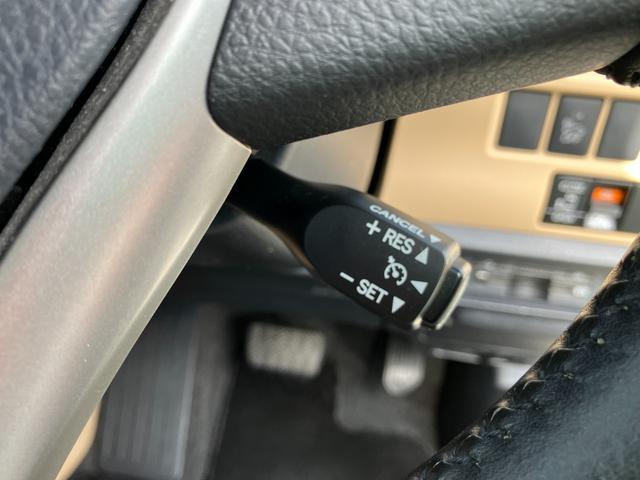 CANCEL ▼
+ RES ▲
◀
− SET ▼